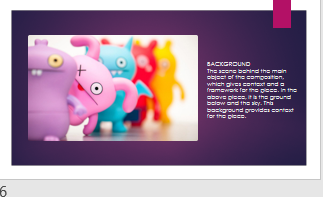 BACKGROUND
The scene behind the main
object of the composition,
which gives context and a
framework for the piece. In the
above piece, it is the ground
below and the sky. This
background provides context
for the piece.
6